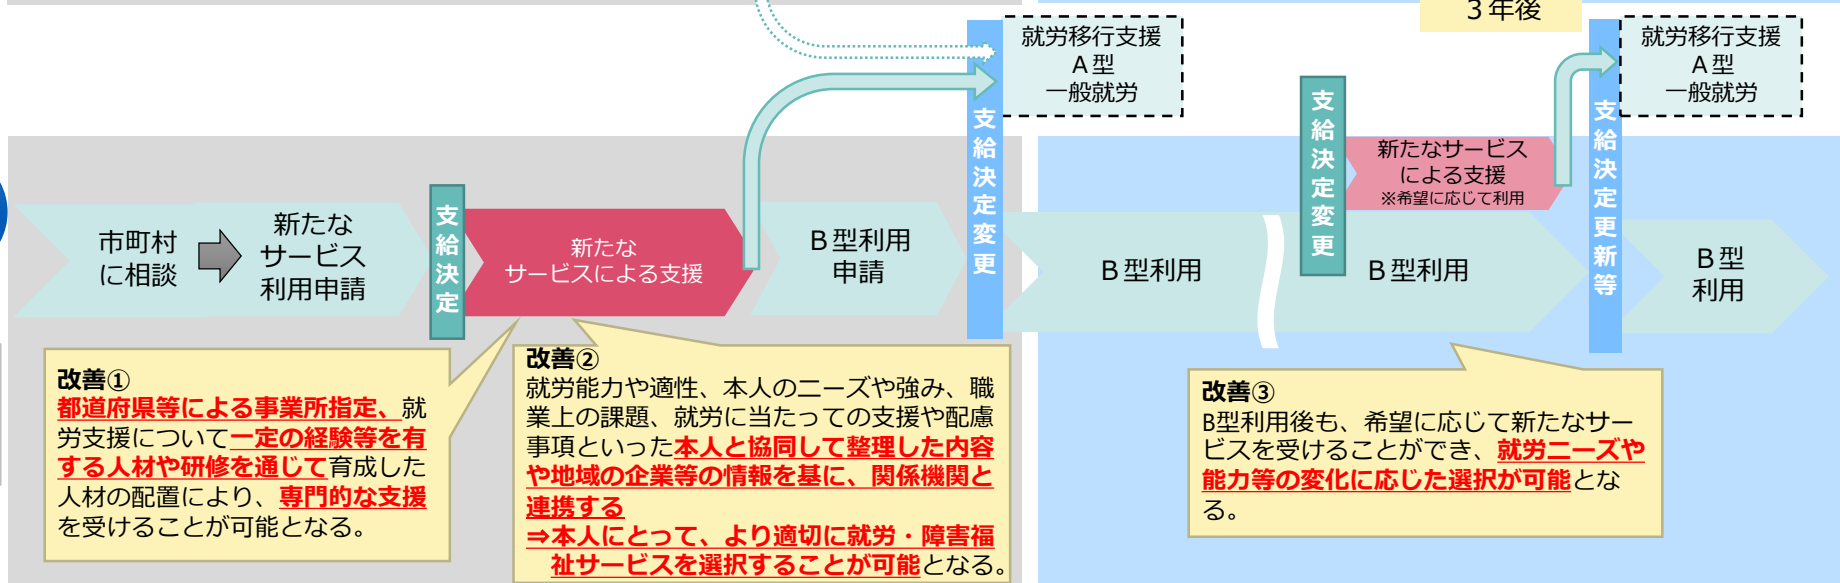 ３年後
就労移行支援
Ａ型
一般就労
就労移行支援
Ａ型
一般就労
市町村
に相談
新たな
サービス
利用申請
支給決定
新たな
サービスによる支援
Ｂ型利用
申請
支給決定変更
Ｂ型利用
支給決定変更
新たなサービス
による支援
※希望に応じて利用
Ｂ型利用
支給決定更新等
Ｂ型
利用
改善①
都道府県等による事業所指定、就
労支援について一定の経験等を有
する人材や研修を通じて育成した
人材の配置により、専門的な支援
を受けることが可能となる。
改善②
就労能力や適性、本人のニーズや強み、職
業上の課題、就労に当たっての支援や配慮
事項といった本人と協同して整理した内容
や地域の企業等の情報を基に、関係機関と
連携する
⇒本人にとって、より適切に就労・障害福
祉サービスを選択することが可能となる。
改善③
B型利用後も、希望に応じて新たなサー
ビスを受けることができ、就労ニーズや
能力等の変化に応じた選択が可能とな
る。